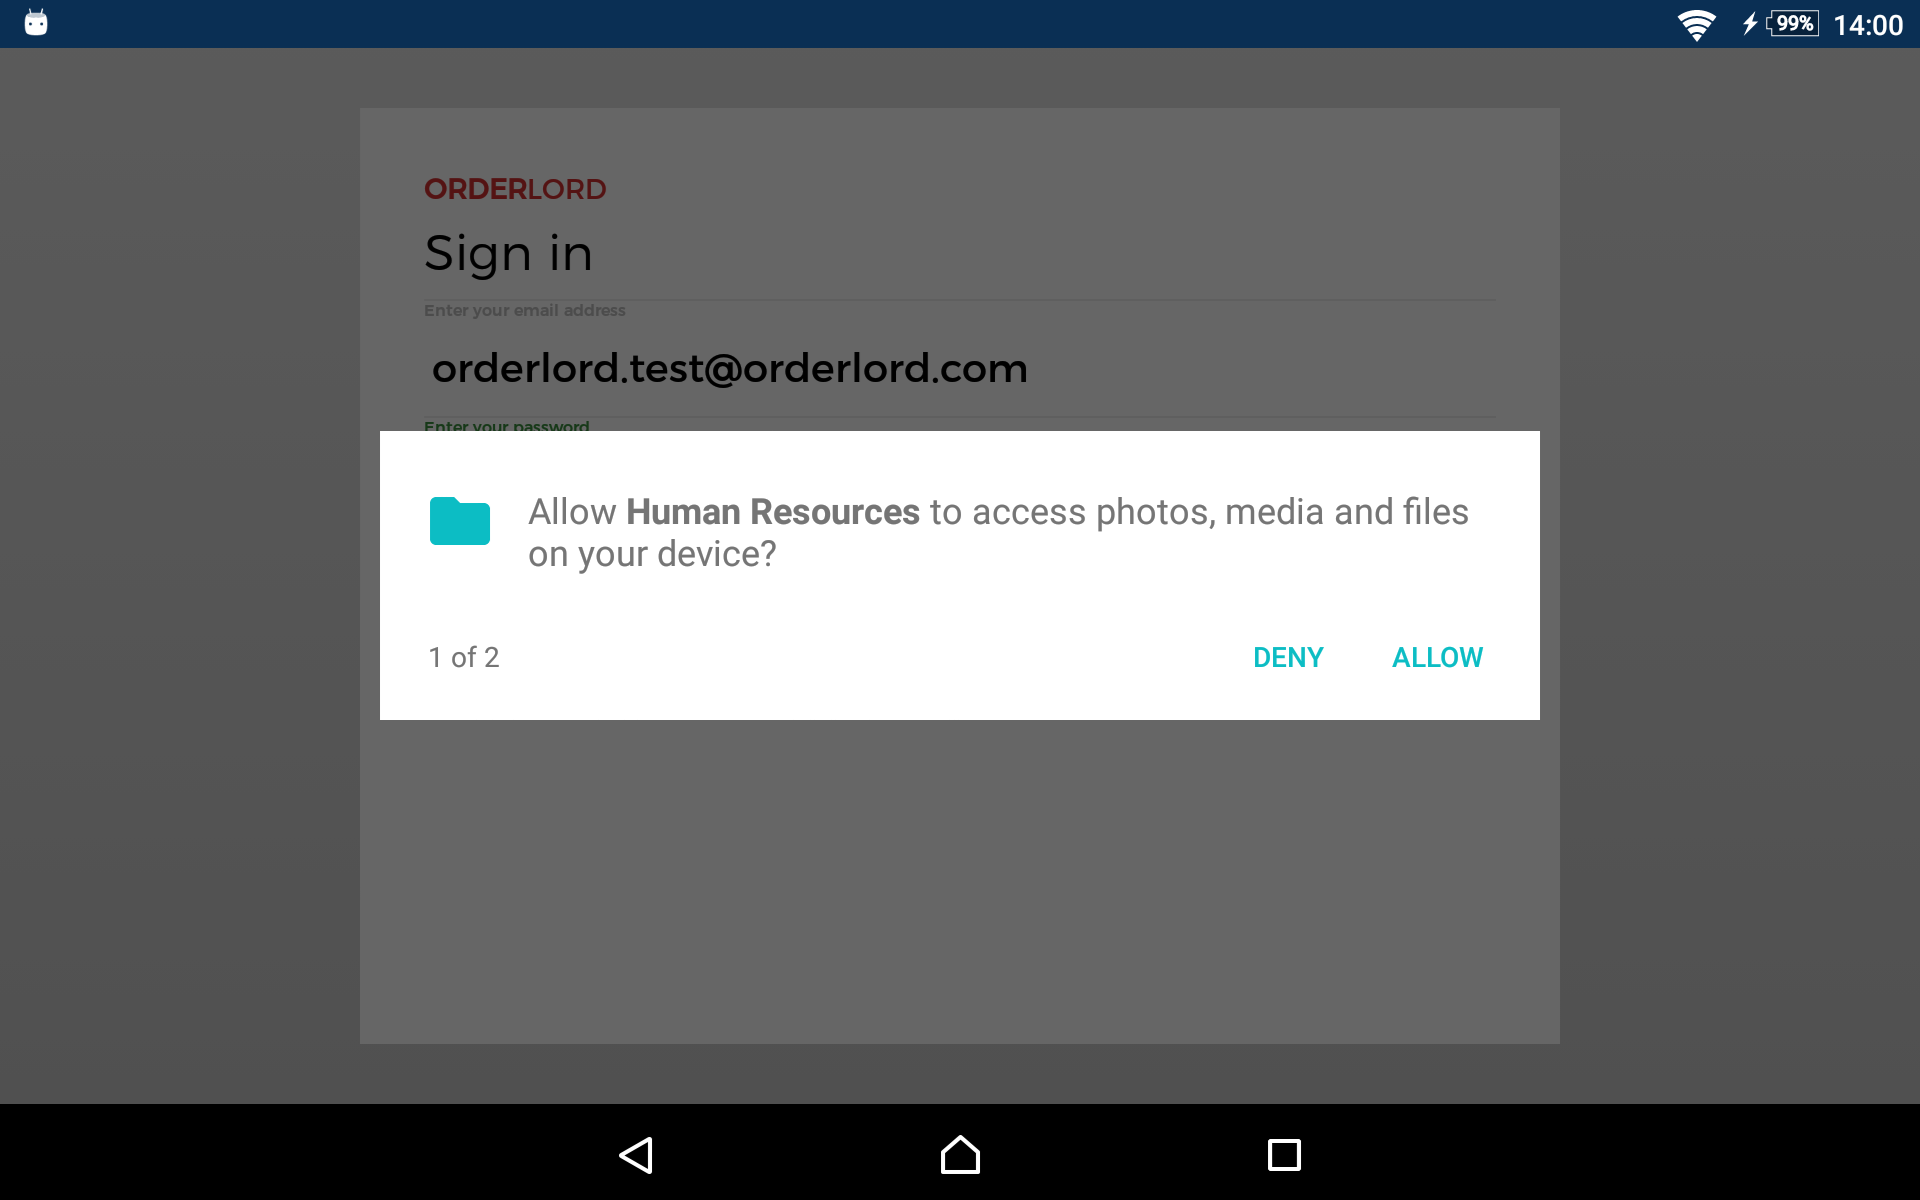 99% 14:00
ORDERLORD
Sign in
Enter your email address
orderlord.test@orderlord.com
Enter your password
Allow Human Resources to access photos, media and files
on your device?
1 of 2 DENY ALLOW